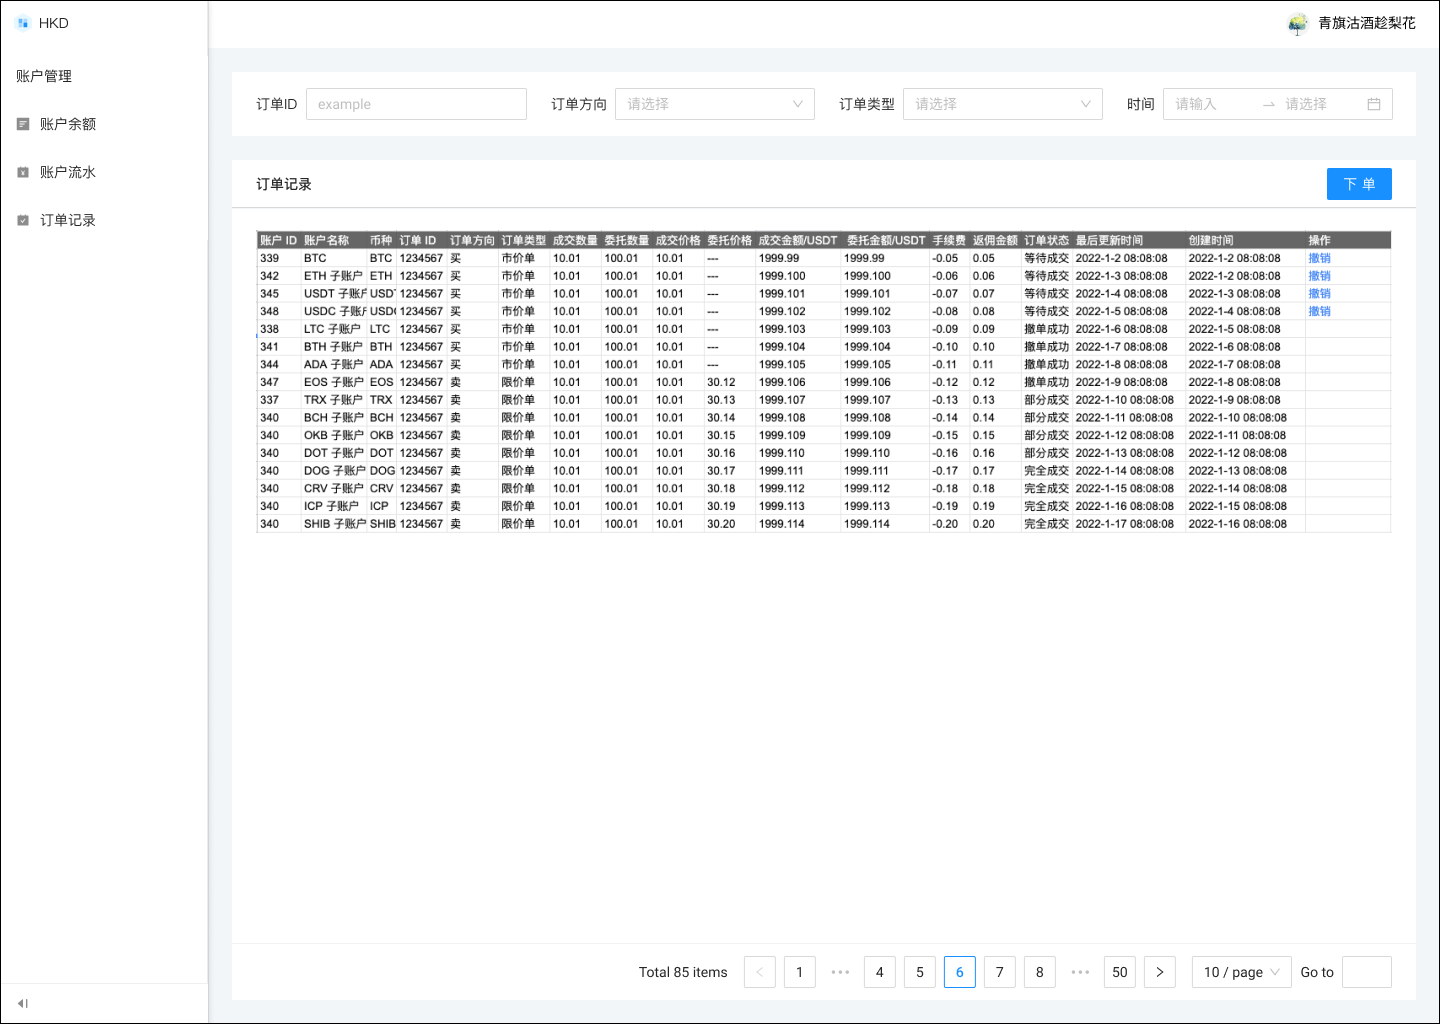 HKD
青旗沽酒趁梨花
账户管理
账户余额
账户流水
订单记录
订单ID example 订单方向 请选择 订单类型 请选择 时间 请输入 → 请选择
订单记录 下 单
账户 ID 账户名称 币种 订单 ID 订单方向 订单类型 成交数量 委托数量 成交价格 委托价格 成交金额/USDT 委托金额/USDT 手续费 返佣金额 订单状态 最后更新时间 创建时间 操作
339 BTC BTC 1234567 买 市价单 10.01 100.01 10.01 --- 1999.99 1999.99 -0.05 0.05 等待成交 2022-1-2 08:08:08 2022-1-2 08:08:08 撤销
342 ETH 子账户 ETH 1234567 买 市价单 10.01 100.01 10.01 --- 1999.100 1999.100 -0.06 0.06 等待成交 2022-1-3 08:08:08 2022-1-2 08:08:08 撤销
345 USDT 子账户 USDT 1234567 买 市价单 10.01 100.01 10.01 --- 1999.101 1999.101 -0.07 0.07 等待成交 2022-1-4 08:08:08 2022-1-3 08:08:08 撤销
348 USDC 子账户 USDC 1234567 买 市价单 10.01 100.01 10.01 --- 1999.102 1999.102 -0.08 0.08 等待成交 2022-1-5 08:08:08 2022-1-4 08:08:08 撤销
338 LTC 子账户 LTC 1234567 买 市价单 10.01 100.01 10.01 --- 1999.103 1999.103 -0.09 0.09 撤单成功 2022-1-6 08:08:08 2022-1-5 08:08:08
341 BTH 子账户 BTH 1234567 买 市价单 10.01 100.01 10.01 --- 1999.104 1999.104 -0.10 0.10 撤单成功 2022-1-7 08:08:08 2022-1-6 08:08:08
344 ADA 子账户 ADA 1234567 买 市价单 10.01 100.01 10.01 --- 1999.105 1999.105 -0.11 0.11 撤单成功 2022-1-8 08:08:08 2022-1-7 08:08:08
347 EOS 子账户 EOS 1234567 卖 限价单 10.01 100.01 10.01 30.12 1999.106 1999.106 -0.12 0.12 撤单成功 2022-1-9 08:08:08 2022-1-8 08:08:08
337 TRX 子账户 TRX 1234567 卖 限价单 10.01 100.01 10.01 30.13 1999.107 1999.107 -0.13 0.13 部分成交 2022-1-10 08:08:08 2022-1-9 08:08:08
340 BCH 子账户 BCH 1234567 卖 限价单 10.01 100.01 10.01 30.14 1999.108 1999.108 -0.14 0.14 部分成交 2022-1-11 08:08:08 2022-1-10 08:08:08
340 OKB 子账户 OKB 1234567 卖 限价单 10.01 100.01 10.01 30.15 1999.109 1999.109 -0.15 0.15 部分成交 2022-1-12 08:08:08 2022-1-11 08:08:08
340 DOT 子账户 DOT 1234567 卖 限价单 10.01 100.01 10.01 30.16 1999.110 1999.110 -0.16 0.16 部分成交 2022-1-13 08:08:08 2022-1-12 08:08:08
340 DOG 子账户 DOG 1234567 卖 限价单 10.01 100.01 10.01 30.17 1999.111 1999.111 -0.17 0.17 完全成交 2022-1-14 08:08:08 2022-1-13 08:08:08
340 CRV 子账户 CRV 1234567 卖 限价单 10.01 100.01 10.01 30.18 1999.112 1999.112 -0.18 0.18 完全成交 2022-1-15 08:08:08 2022-1-14 08:08:08
340 ICP 子账户 ICP 1234567 卖 限价单 10.01 100.01 10.01 30.19 1999.113 1999.113 -0.19 0.19 完全成交 2022-1-16 08:08:08 2022-1-15 08:08:08
340 SHIB 子账户 SHIB 1234567 卖 限价单 10.01 100.01 10.01 30.20 1999.114 1999.114 -0.20 0.20 完全成交 2022-1-17 08:08:08 2022-1-16 08:08:08
Total 85 items < 1 ••• 4 5 6 7 8 ••• 50 > 10 / page Go to